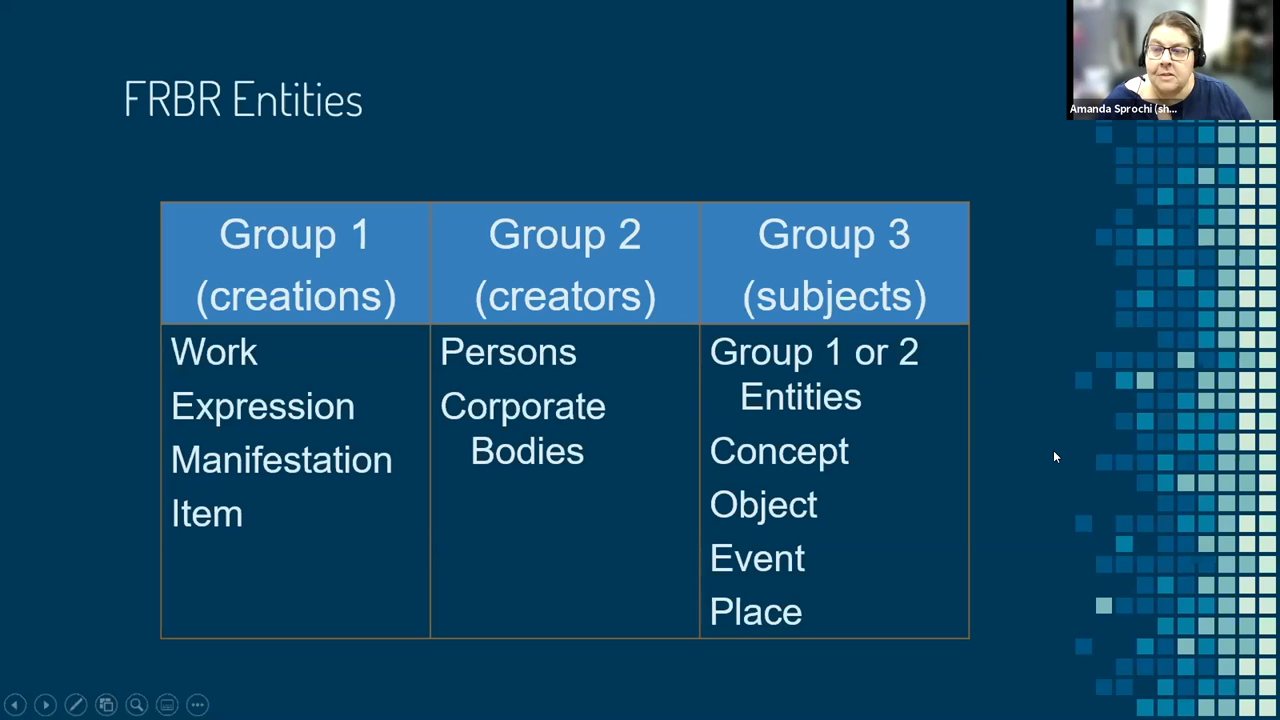 FRBR Entities
Amanda Sprochi (sh...
Group 1
(creations)
Group 2
(creators)
Group 3
(subjects)
Work
Expression
Manifestation
Item
Persons
Corporate
Bodies
Group 1 or 2
Entities
Concept
Object
Event
Place